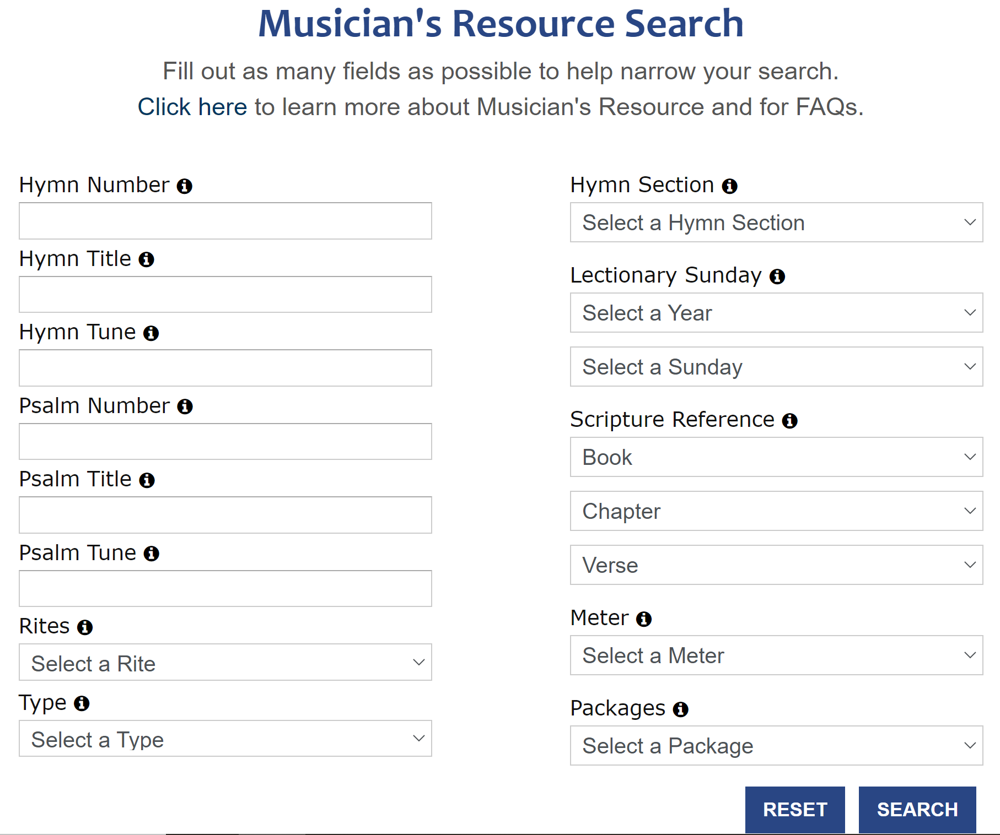 Musician's Resource Search
Fill out as many fields as possible to help narrow your search.
Click here to learn more about Musician's Resource and for FAQs.
Hymn Number
Hymn Title
Hymn Tune
Psalm Number
Psalm Title
Psalm Tune
Rites
Select a Rite
Type
Select a Type
Hymn Section
Select a Hymn Section
Lectionary Sunday
Select a Year
Select a Sunday
Scripture Reference
Book
Chapter
Verse
Meter
Select a Meter
Packages
Select a Package
RESET SEARCH